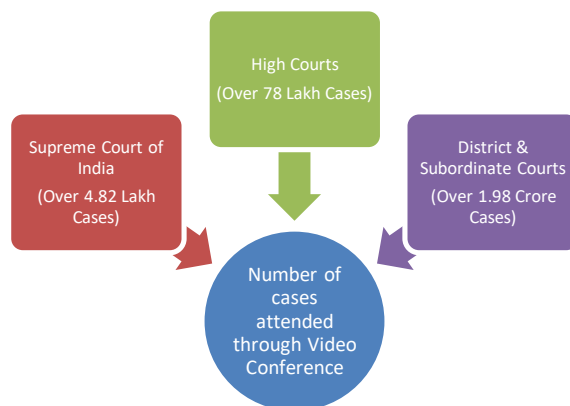 High Courts
(Over 78 Lakh Cases)
Supreme Court of
India
(Over 4.82 Lakh
Cases)
District &
Subordinate Courts
(Over 1.98 Crore
Cases)
Number of
cases
attended
through Video
Conference